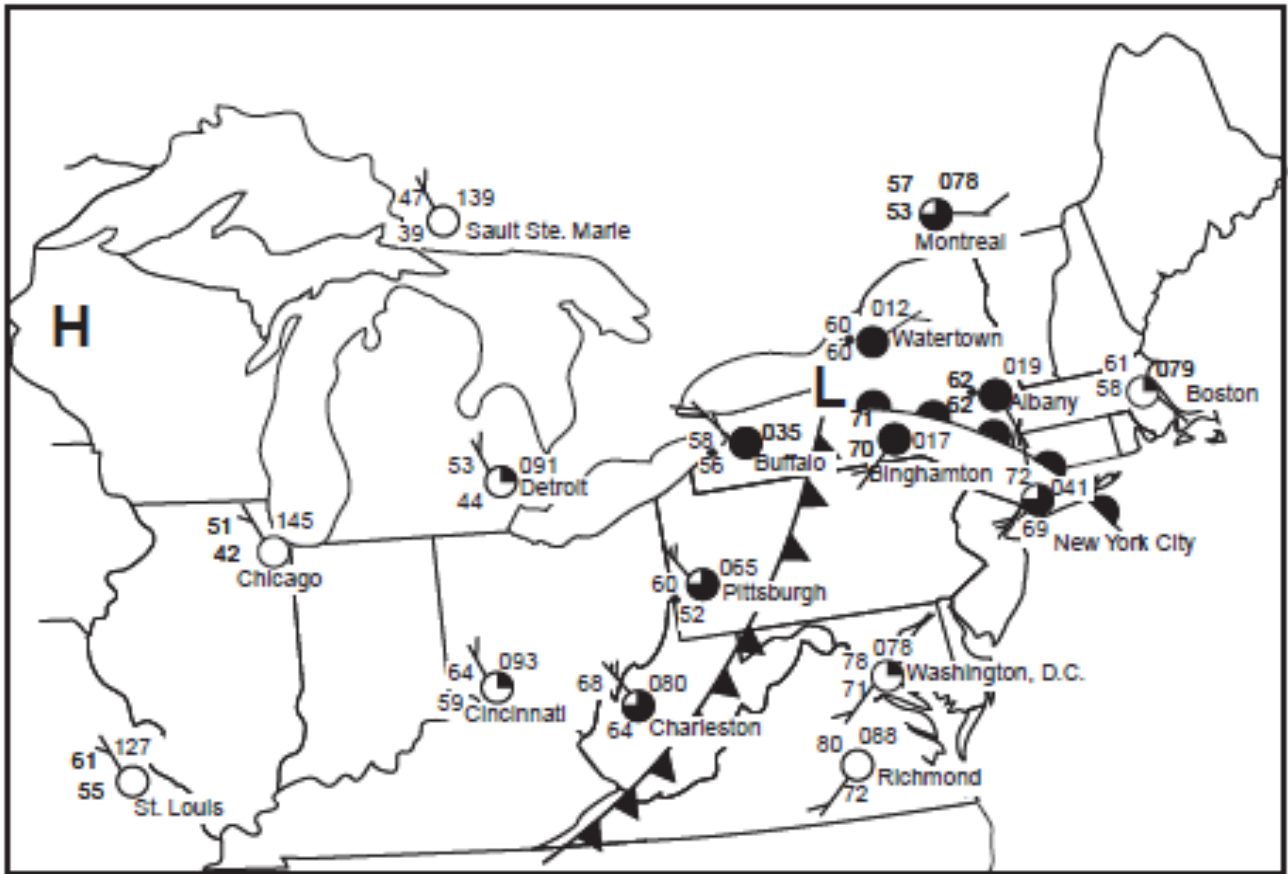 47 139
39 Sault Ste. Marie
57 078
53
Montreal
H
012
60 Watertown
60
L
019
62
62 Albany
61 079
58 Boston
71
70 017
Binghamton
58 035
56 Buffalo
72 041
69 New York City
53 091
44 Detroit
51 145
42
Chicago
60 065
52 Pittsburgh
64 093
59 Cincinnati
68 080
64 Charleston
78 078
71 Washington, D.C.
80 088
72 Richmond
61 127
55 St. Louis